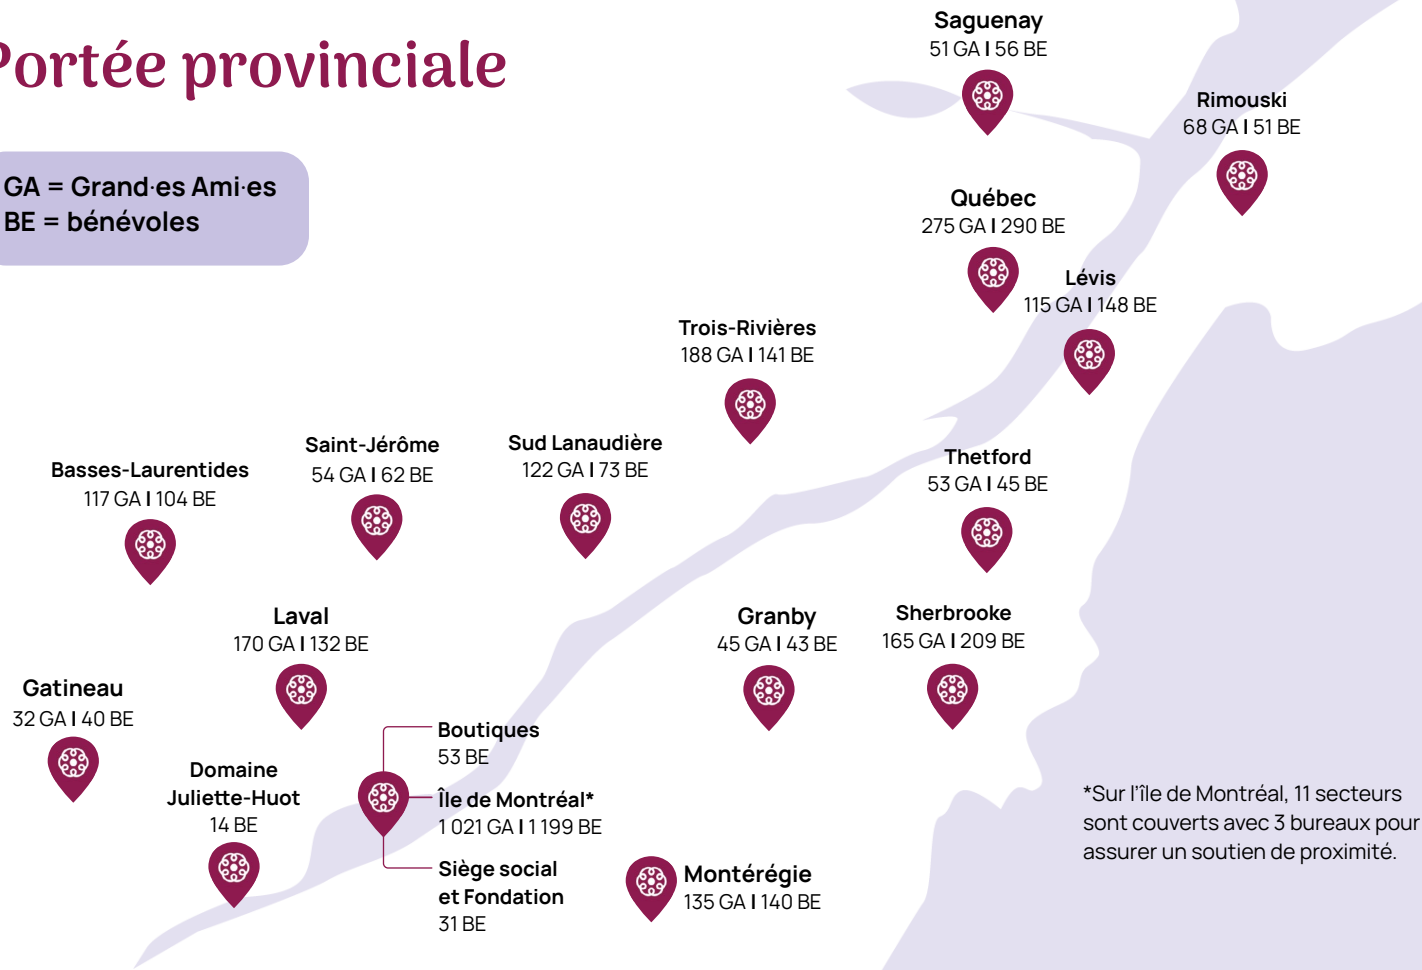 Portée provinciale
GA = Grand·es Ami·es
BE = bénévoles
Saguenay
51 GA I 56 BE
Rimouski
68 GA I 51 BE
Québec
275 GA I 290 BE
Lévis
115 GA I 148 BE
Trois-Rivières
188 GA I 141 BE
Basses-Laurentides
117 GA I 104 BE
Saint-Jérôme
54 GA I 62 BE
Sud Lanaudière
122 GA I 73 BE
Thetford
53 GA I 45 BE
Laval
170 GA I 132 BE
Granby
45 GA I 43 BE
Sherbrooke
165 GA I 209 BE
Gatineau
32 GA I 40 BE
Domaine
Juliette-Huot
14 BE
Boutiques
53 BE
Île de Montréal*
1 021 GA I 1 199 BE
Siège social
et Fondation
31 BE
Montérégie
135 GA I 140 BE
*Sur l’île de Montréal, 11 secteurs
sont couverts avec 3 bureaux pour
assurer un soutien de proximité.